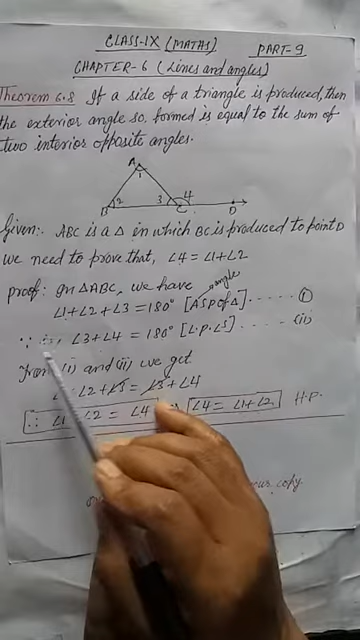 CLASS-IX (MATHS) PART-9
CHAPTER-6 (Lines and angles)
Theorem 6.8 If a side of a triangle is produced, then
the exterior angle so, formed is equal to the sum of
two interior opposite angles.
A
1
2 3 4
B C D
Given:- ABC is a Δ in which BC is produced to point D
we need to prove that, ∠4 = ∠1+∠2
angle
proof: In ΔABC, we have
∠1+∠2+∠3 = 180° [ASP of Δ] ..... (i)
∵ ∠3+∠4 = 180° [L.P.∠S] .... (ii)
From (i) and (ii) we get
∠2+∠3 = ∠3+∠4
∴ ∠1 ∠2 = ∠4 ∠4 = ∠1+∠2 H.P.
copy